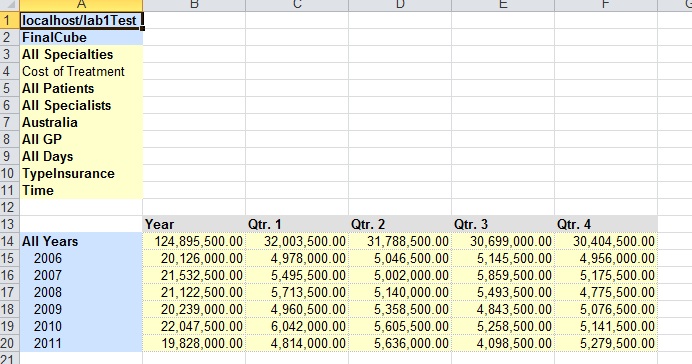 A B C D E F
1 localhost/lab1Test
2 FinalCube
3 All Specialties
4 Cost of Treatment
5 All Patients
6 All Specialists
7 Australia
8 All GP
9 All Days
10 TypeInsurance
11 Time
12
13 Year Qtr. 1 Qtr. 2 Qtr. 3 Qtr. 4
14 All Years 124,895,500.00 32,003,500.00 31,788,500.00 30,699,000.00 30,404,500.00
15 2006 20,126,000.00 4,978,000.00 5,046,500.00 5,145,500.00 4,956,000.00
16 2007 21,532,500.00 5,495,500.00 5,002,000.00 5,859,500.00 5,175,500.00
17 2008 21,122,500.00 5,713,500.00 5,140,000.00 5,493,500.00 4,775,500.00
18 2009 20,239,000.00 4,960,500.00 5,358,500.00 4,843,500.00 5,076,500.00
19 2010 22,047,500.00 6,042,000.00 5,605,500.00 5,258,500.00 5,141,500.00
20 2011 19,828,000.00 4,814,000.00 5,636,000.00 4,098,500.00 5,279,500.00
21